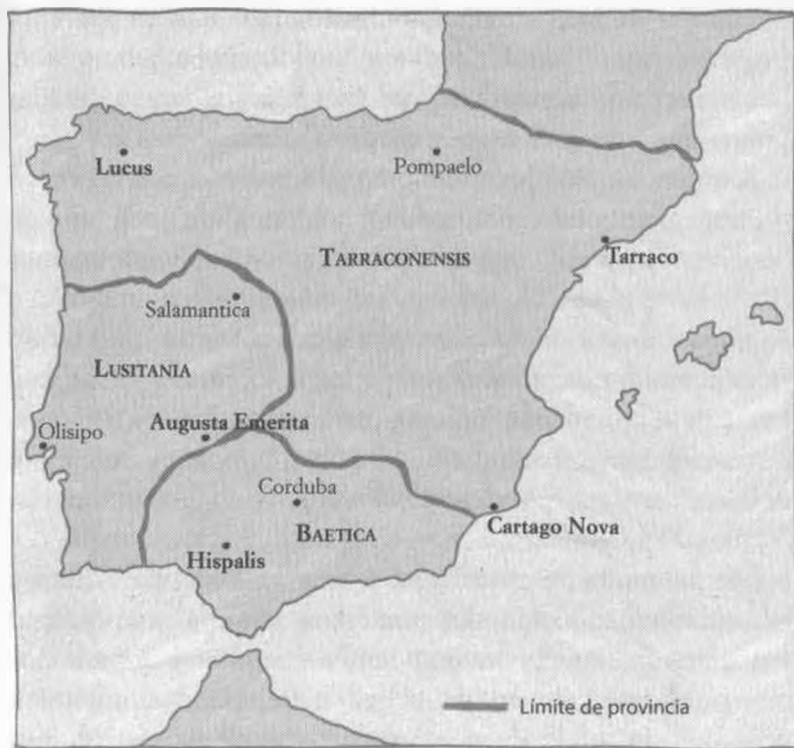 Lucus
Pompaelo
Tarraco
TARRACONENSIS
Salamantica
LUSITANIA
Augusta Emerita
Olisipo
Corduba
Cartago Nova
BAETICA
Hispalis
Límite de provincia